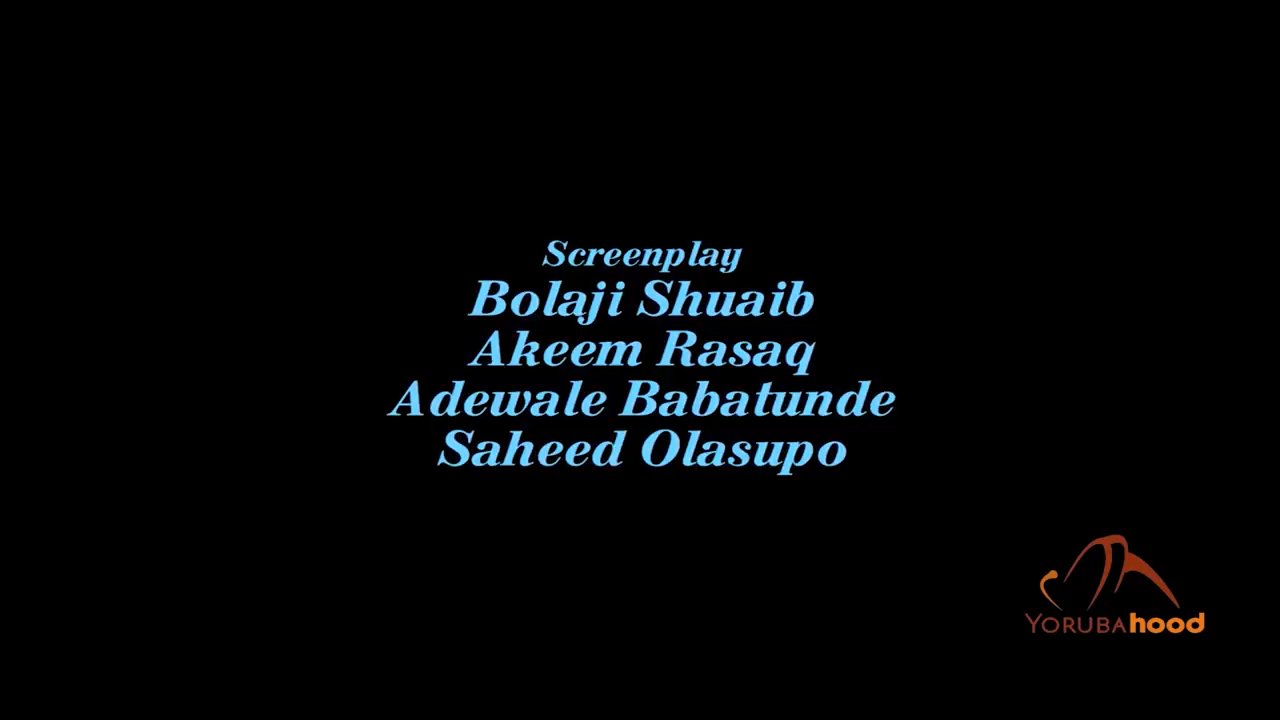 Screenplay
Bolaji Shuaib
Akeem Rasaq
Adewale Babatunde
Saheed Olasupo
YORUBAhood